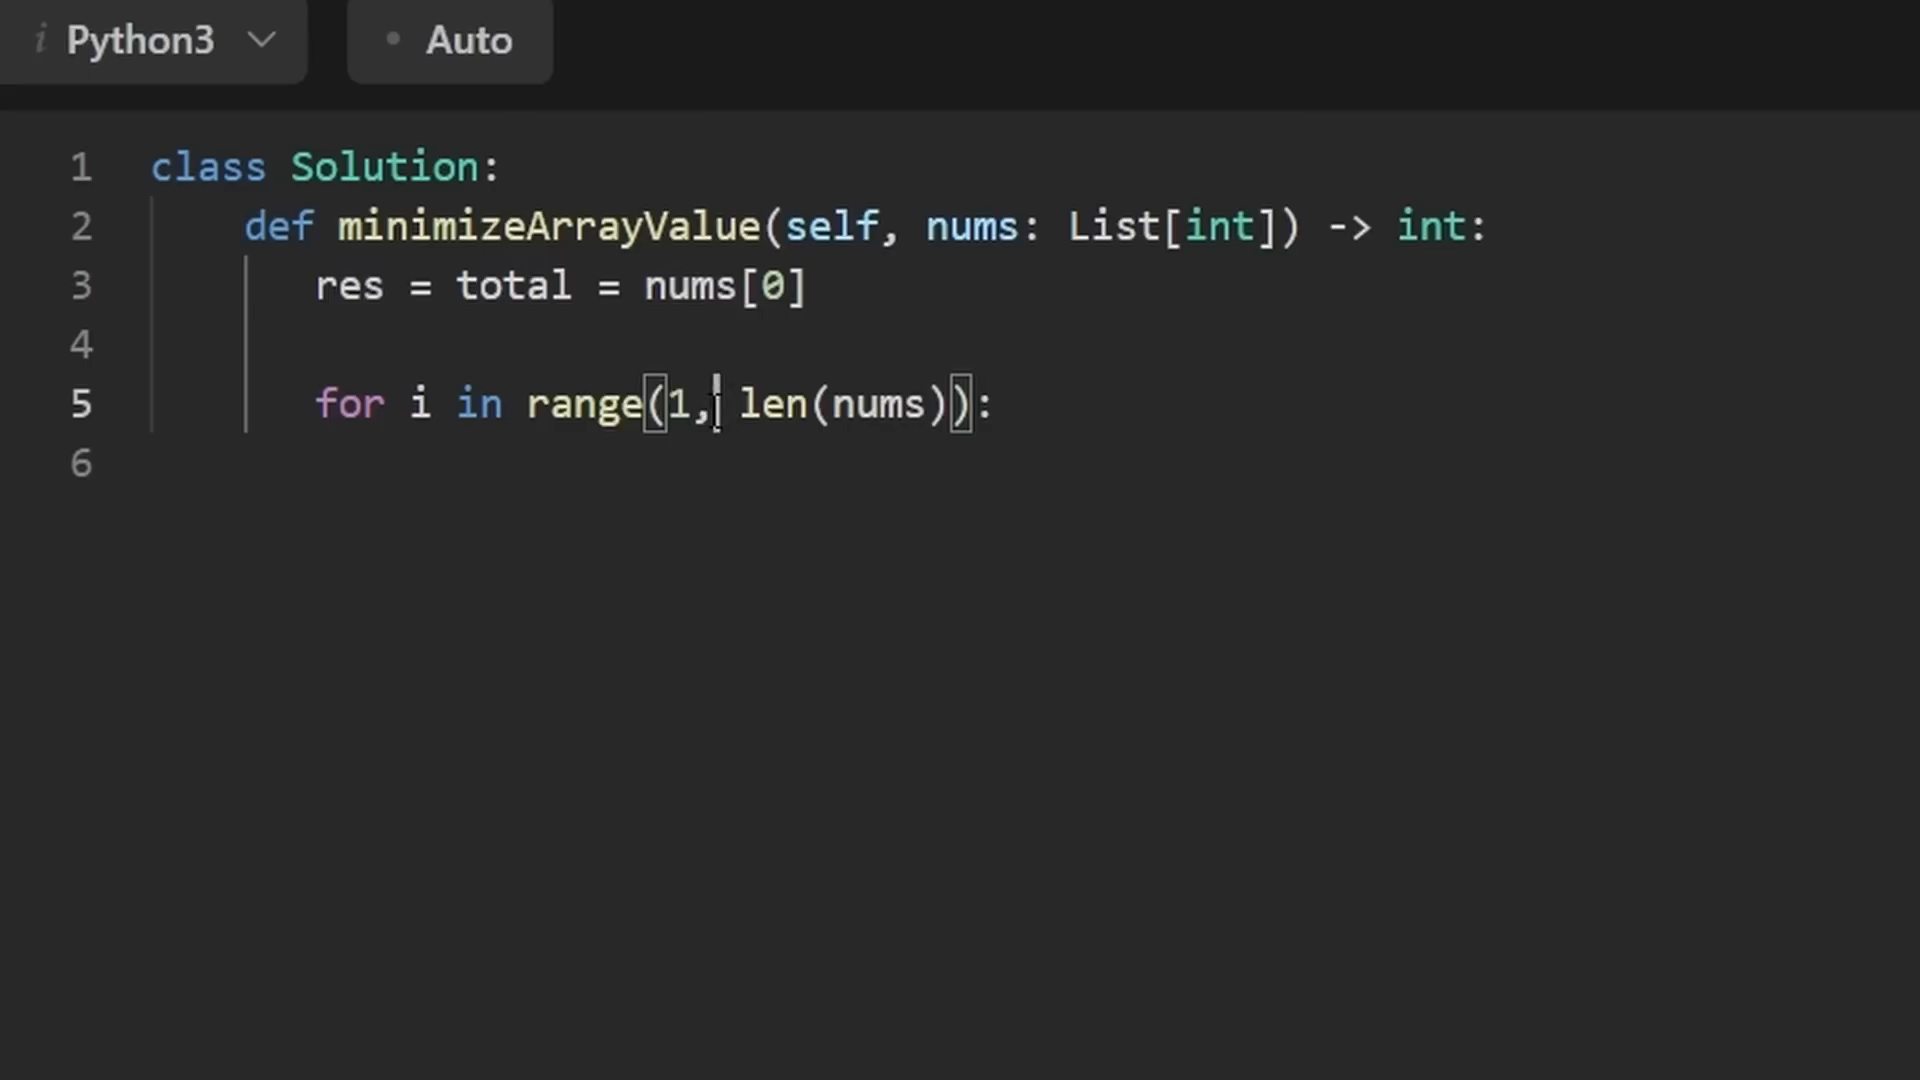 i Python3 • Auto
1 class Solution:
2 def minimizeArrayValue(self, nums: List[int]) -> int:
3 res = total = nums[0]
4
5 for i in range(1, len(nums)):
6